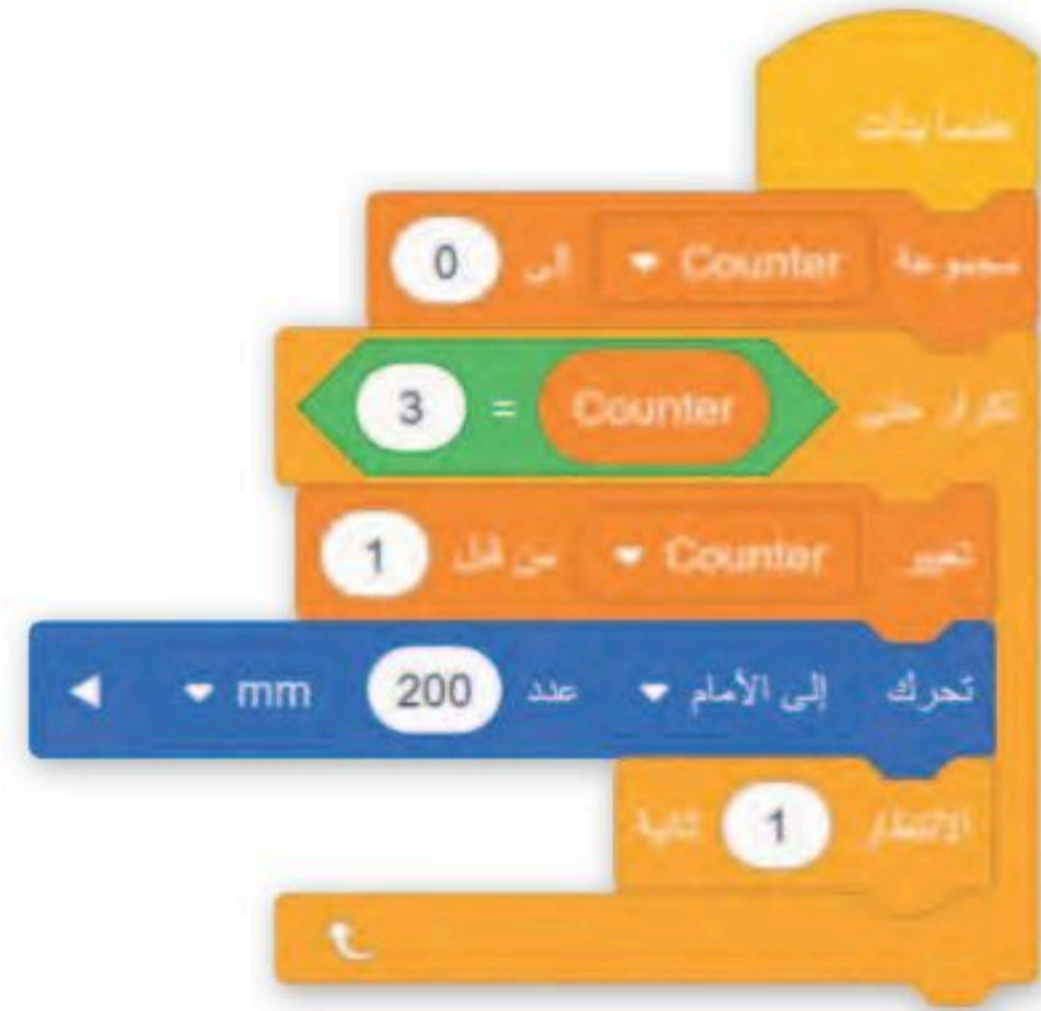 عندما بدأت
مجموعة Counter إلى 0
تكرار حتى Counter = 3
تغيير Counter من قبل 1
تحرك إلى الأمام عدد 200 mm
الانتظار 1 ثانية